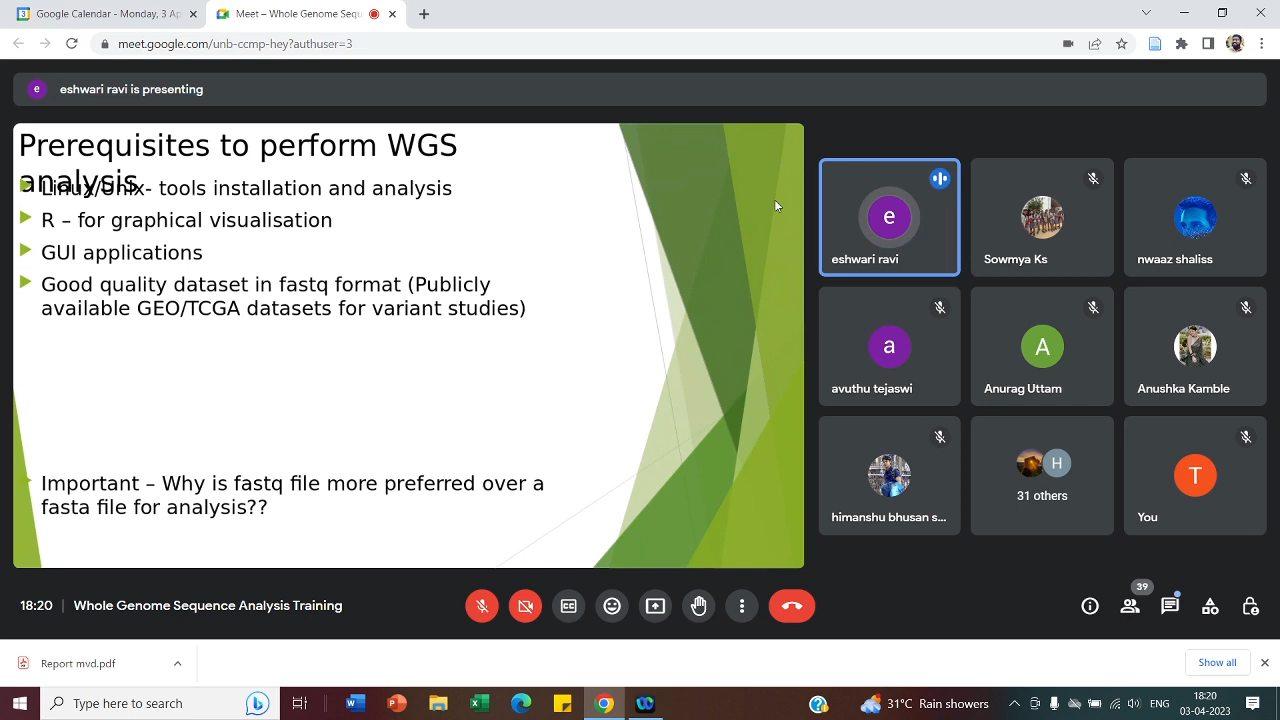 Google Calendar - Monday, 3 Ap
Meet – Whole Genome Sequ
meet.google.com/unb-ccmp-hey?authuser=3
e
eshwari ravi is presenting
Prerequisites to perform WGS
analysis
Linux/Unix- tools installation and analysis
R – for graphical visualisation
GUI applications
Good quality dataset in fastq format (Publicly
available GEO/TCGA datasets for variant studies)
Important – Why is fastq file more preferred over a
fasta file for analysis??
e
eshwari ravi
Sowmya Ks
nwaaz shaliss
a
avuthu tejaswi
A
Anurag Uttam
Anushka Kamble
himanshu bhusan s...
H
31 others
T
You
18:20 | Whole Genome Sequence Analysis Training
39
Report mvd.pdf
Show all
Type here to search
31°C Rain showers
ENG
18:20
03-04-2023